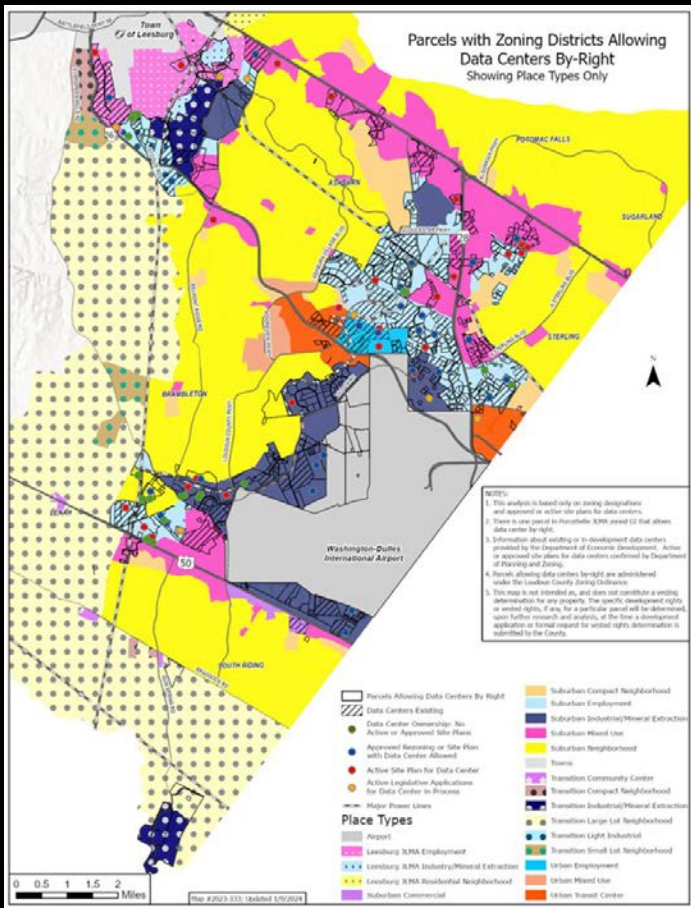 Town
of Leesburg
Parcels with Zoning Districts Allowing
Data Centers By-Right
Showing Place Types Only
POTOMAC FALLS
ASHBURN
SUGARLAND
STERLING
BRAMBLETON
Washington-Dulles
International Airport
LENAH
50
SOUTH RIDING
N
NOTES:
1. This analysis is based only on zoning designations
and approved or active site plans for data centers.
2. There is one parcel in Purcellville JLMA zoned GI that allows
data center by-right.
3. Information about existing or in-development data centers
provided by the Department of Economic Development. Active
or approved site plans for data centers confirmed by Department
of Planning and Zoning.
4. Parcels allowing data centers by-right are administered
under the Loudoun County Zoning Ordinance.
5. This map is not intended as, and does not constitute a vesting
determination for any property. The specific development rights
or vested rights, if any, for a particular parcel will be determined,
upon further research and analysis, at the time a development
application or formal request for vested rights determination is
submitted to the County.
Parcels Allowing Data Centers By Right
Data Centers Existing
Data Center Ownership: No
Active or Approved Site Plans
Approved Rezoning or Site Plan
with Data Center Allowed
Active Site Plan for Data Center
Active Legislative Applications
for Data Center in Process
Major Power Lines
Place Types
Airport
Leesburg JLMA Employment
Leesburg JLMA Industry/Mineral Extraction
Leesburg JLMA Residential Neighborhood
Suburban Commercial
Suburban Compact Neighborhood
Suburban Employment
Suburban Industrial/Mineral Extraction
Suburban Mixed Use
Suburban Neighborhood
Towns
Transition Community Center
Transition Compact Neighborhood
Transition Industrial/Mineral Extraction
Transition Large Lot Neighborhood
Transition Light Industrial
Transition Small Lot Neighborhood
Urban Employment
Urban Mixed Use
Urban Transit Center
0 0.5 1 1.5 2
Miles
Map #2023-333; Updated 1/9/2024